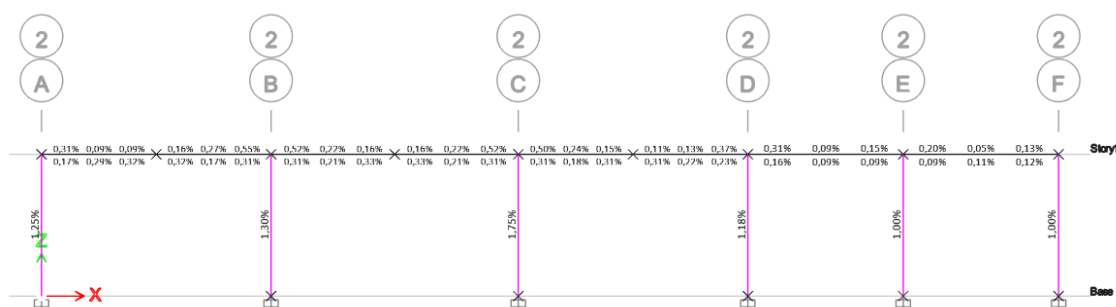 2 2 2 2 2 2
A B C D E F
0,31% 0,09% 0,09% 0,16% 0,27% 0,55% 0,52% 0,22% 0,16% 0,16% 0,22% 0,52% 0,50% 0,24% 0,15% 0,11% 0,13% 0,37% 0,31% 0,09% 0,15% 0,20% 0,05% 0,13%
Story1
0,17% 0,29% 0,32% 0,32% 0,17% 0,31% 0,31% 0,21% 0,33% 0,33% 0,21% 0,31% 0,31% 0,18% 0,31% 0,31% 0,22% 0,23% 0,16% 0,09% 0,09% 0,09% 0,11% 0,12%
1,25% 1,30% 1,75% 1,18% 1,00% 1,00%
Z
X
Base